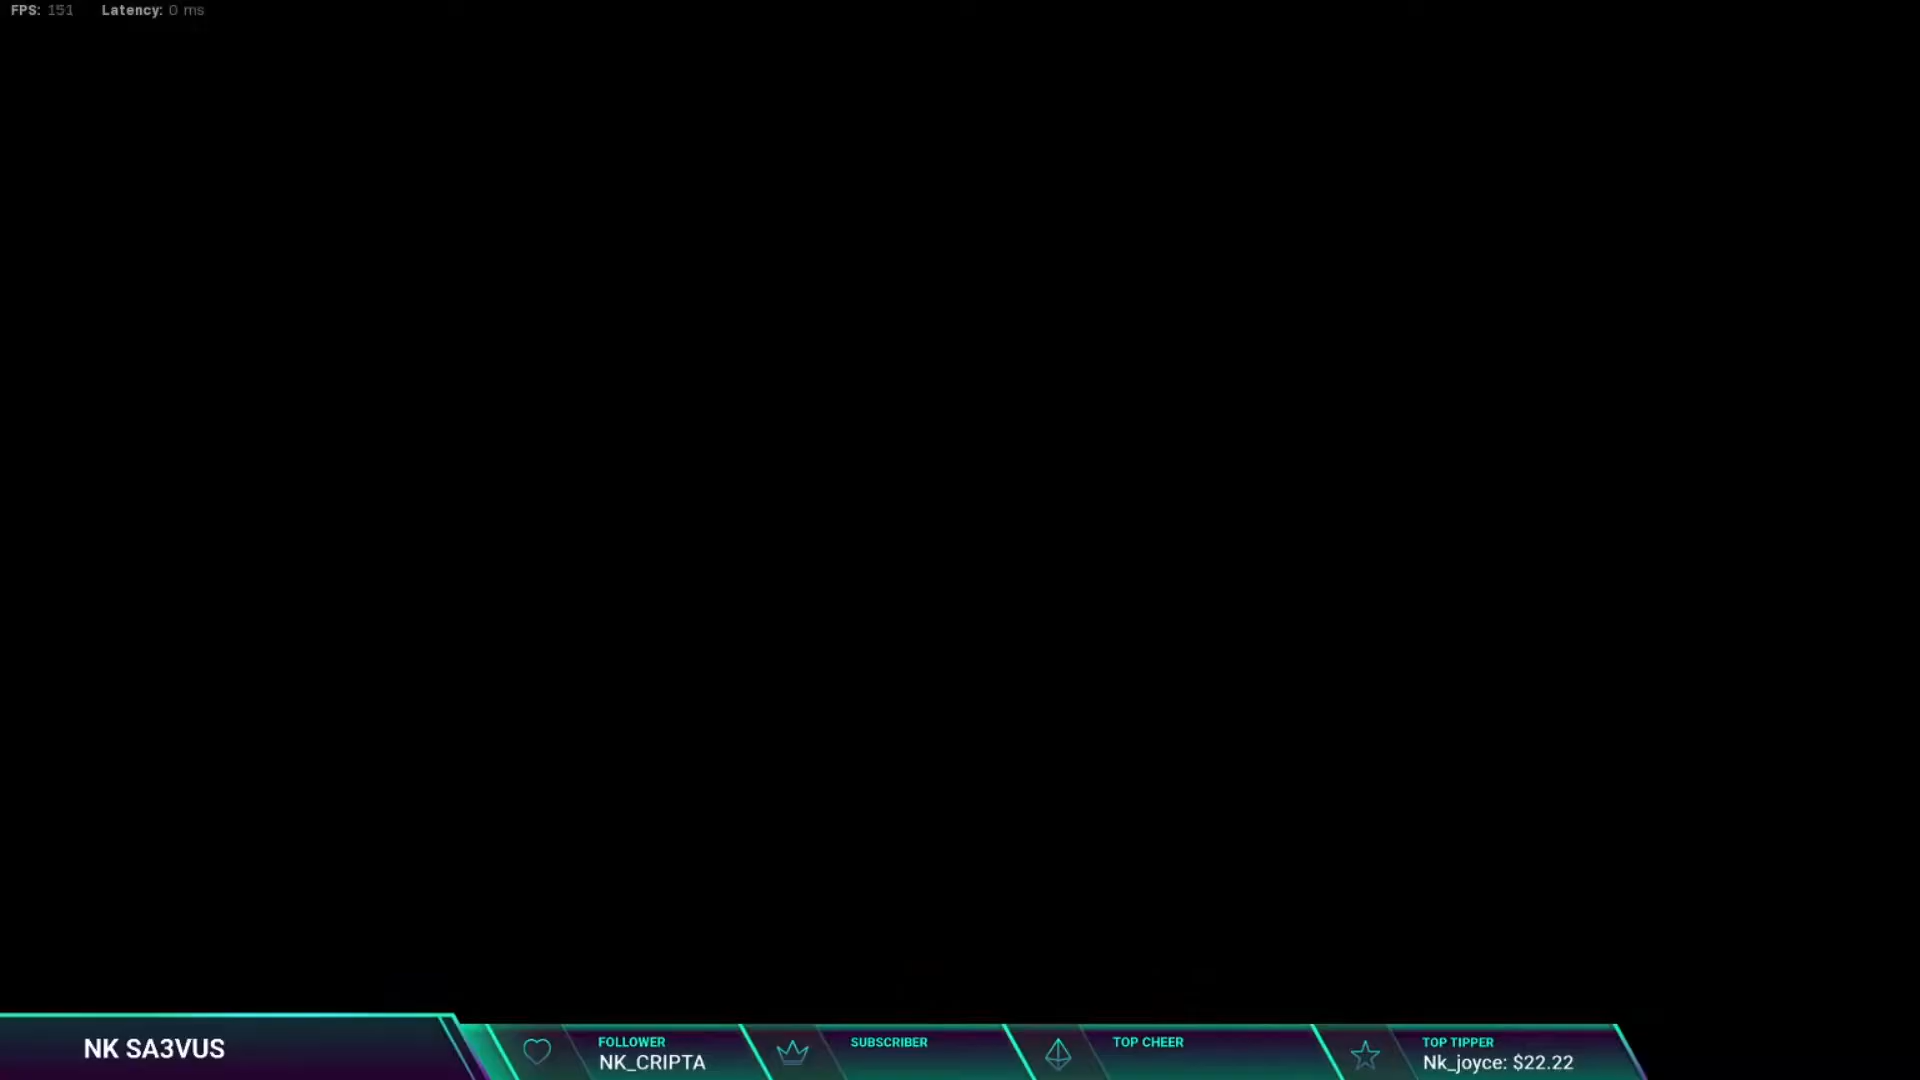 FPS: 151 Latency: 0 ms
NK SA3VUS
FOLLOWER
NK_CRIPTA
SUBSCRIBER
TOP CHEER
TOP TIPPER
Nk_joyce: $22.22